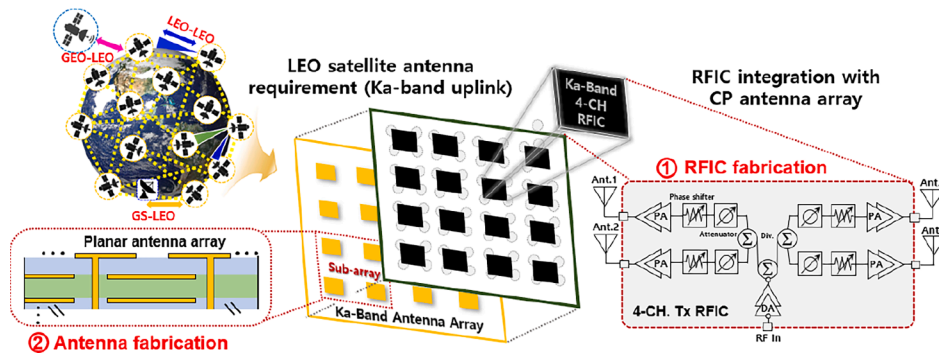 LEO-LEO
GEO-LEO
GS-LEO
LEO satellite antenna
requirement (Ka-band uplink)
Ka-Band
4-CH
RFIC
RFIC integration with
CP antenna array
① RFIC fabrication
Ant.1
Phase shifter
PA
Attenuator
Div.
Σ
Σ
PA
Ant.
Ant.2
PA
Σ
PA
Ant
DA
4-CH. Tx RFIC
RF In
Planar antenna array
Sub-array
Ka-Band Antenna Array
② Antenna fabrication